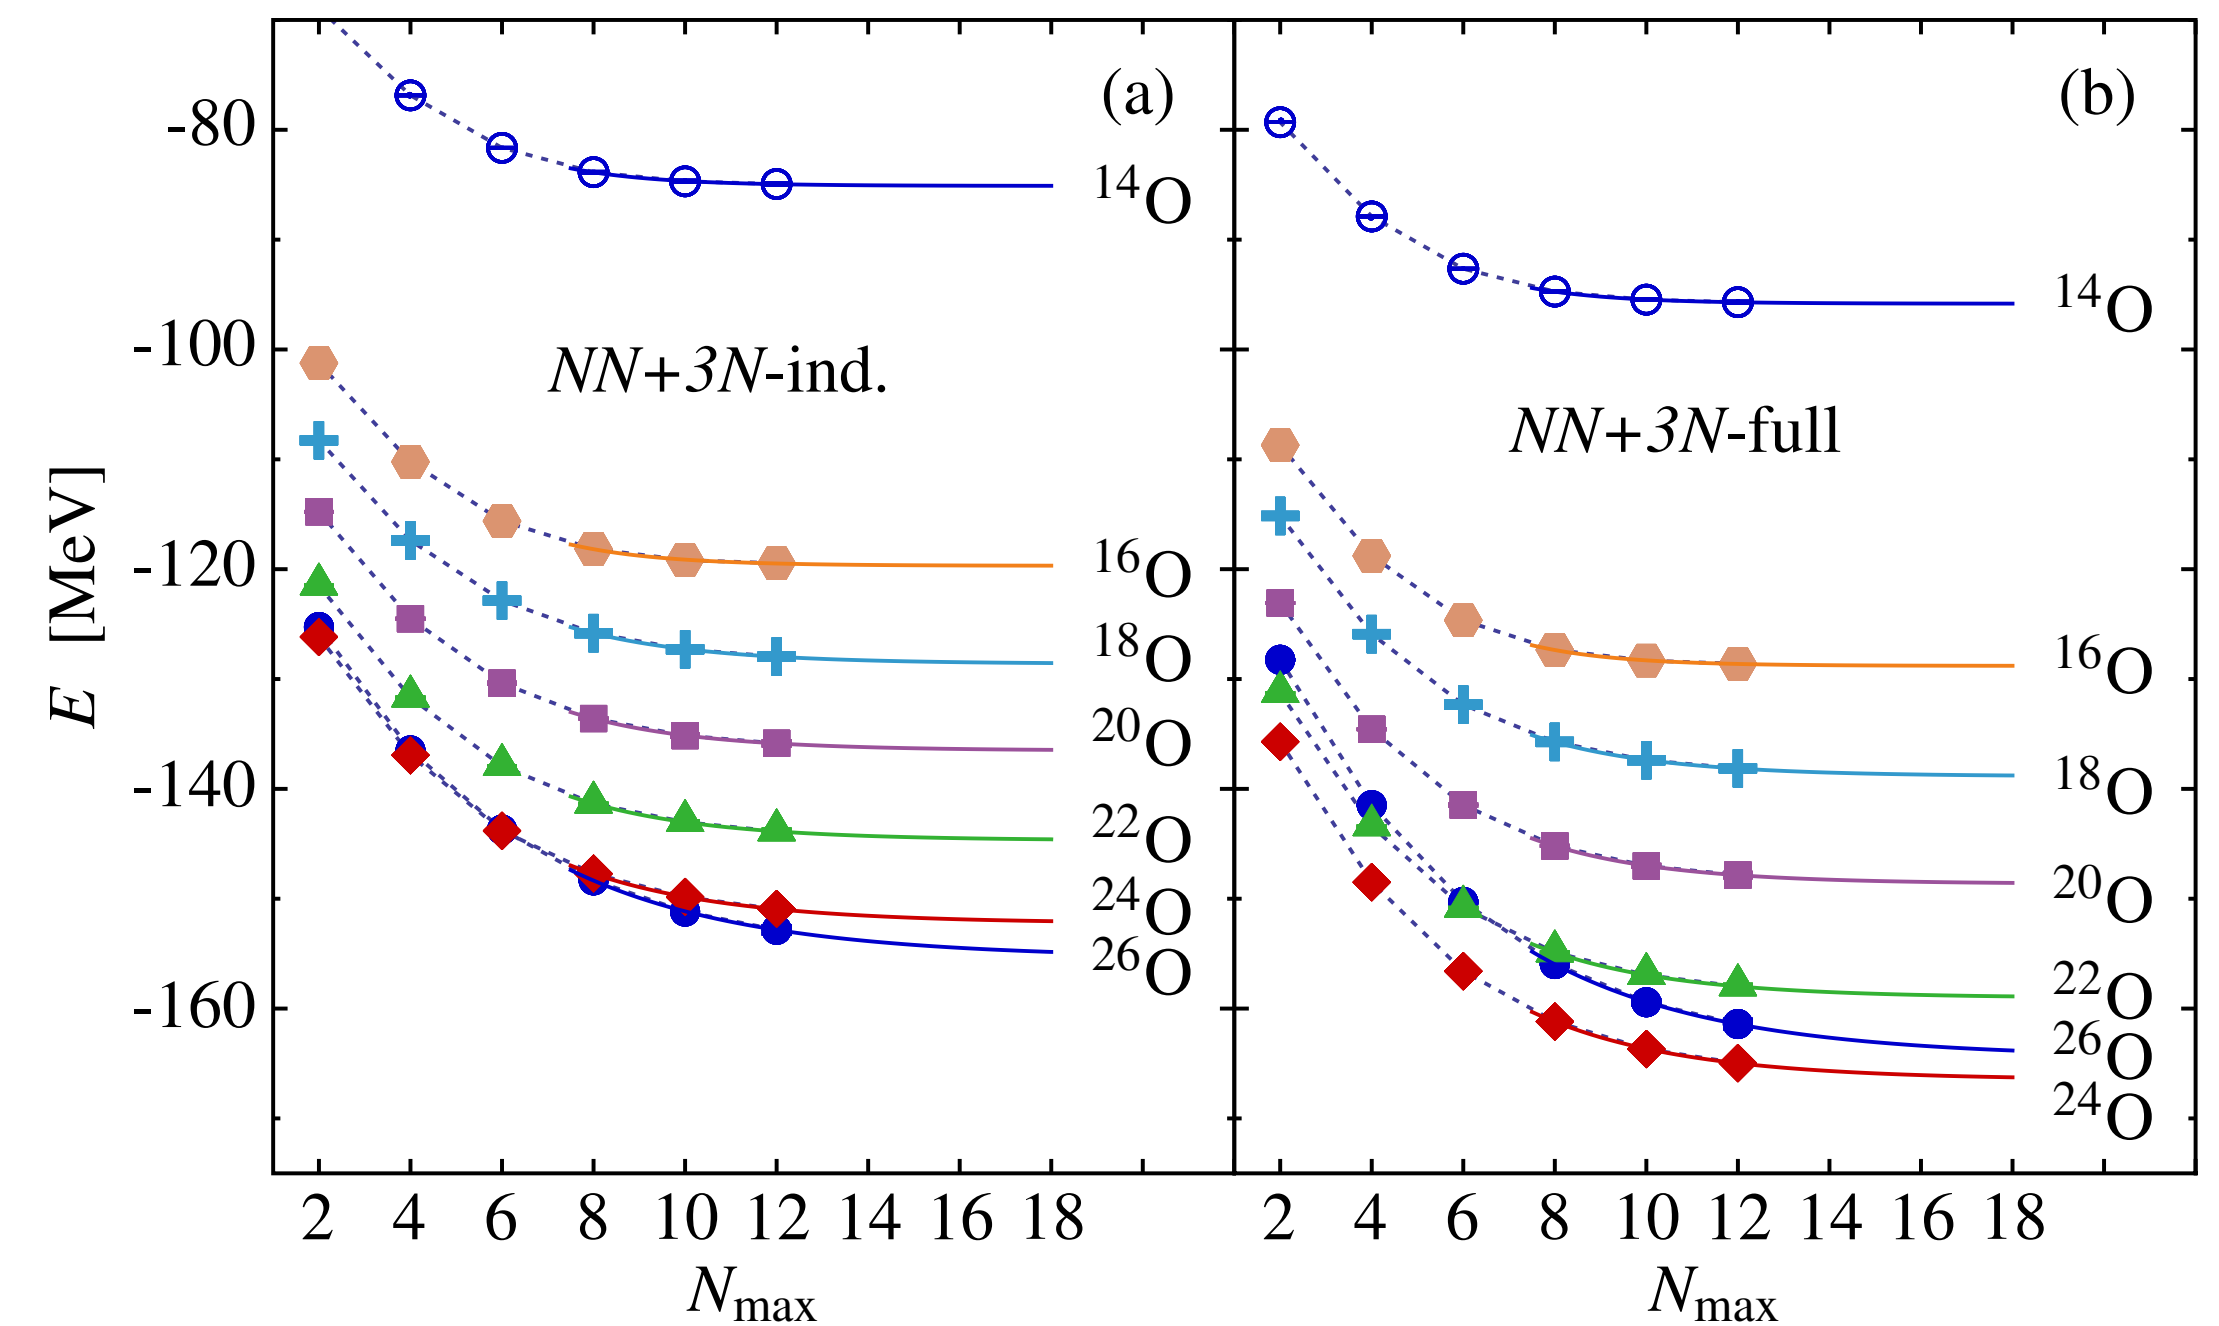 (a)
(b)
-80
-100
-120
-140
-160
E [MeV]
NN+3N-ind.
¹⁴O
¹⁶O
¹⁸O
²⁰O
²²O
²⁴O
²⁶O
NN+3N-full
¹⁴O
¹⁶O
¹⁸O
²⁰O
²²O
²⁶O
²⁴O
2 4 6 8 10 12 14 16 18
2 4 6 8 10 12 14 16 18
N_max
N_max